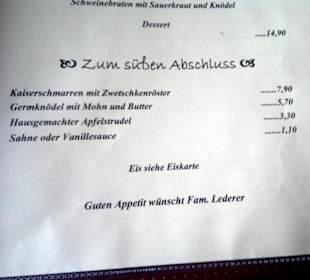 Schweinebraten mit Sauerkraut und Knödel
Dessert
.....14,90
Zum süßen Abschluss
Kaiserschmarren mit Zwetschkenröster .......7,90
Germknödel mit Mohn und Butter .......5,70
Hausgemachter Apfelstrudel .......3,30
Sahne oder Vanillesauce .......1,10
Eis siehe Eiskarte
Guten Appetit wünscht Fam. Lederer